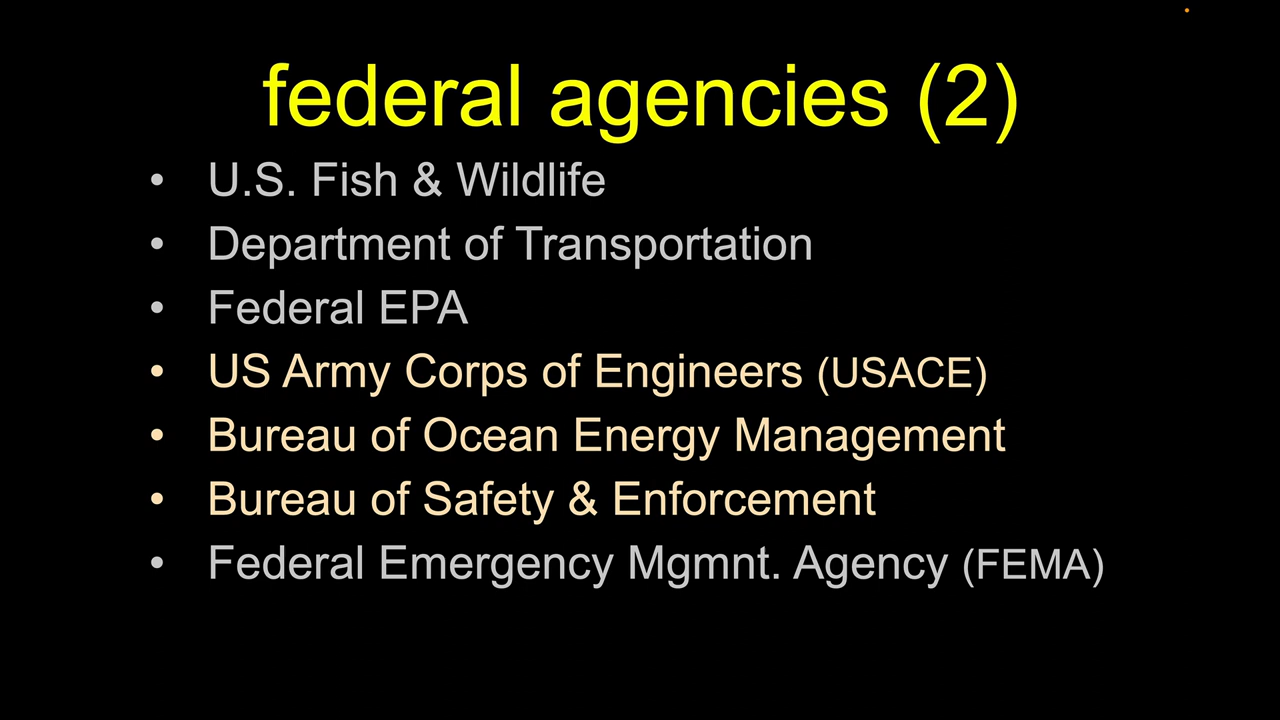 federal agencies (2)
• U.S. Fish & Wildlife
• Department of Transportation
• Federal EPA
• US Army Corps of Engineers (USACE)
• Bureau of Ocean Energy Management
• Bureau of Safety & Enforcement
• Federal Emergency Mgmnt. Agency (FEMA)